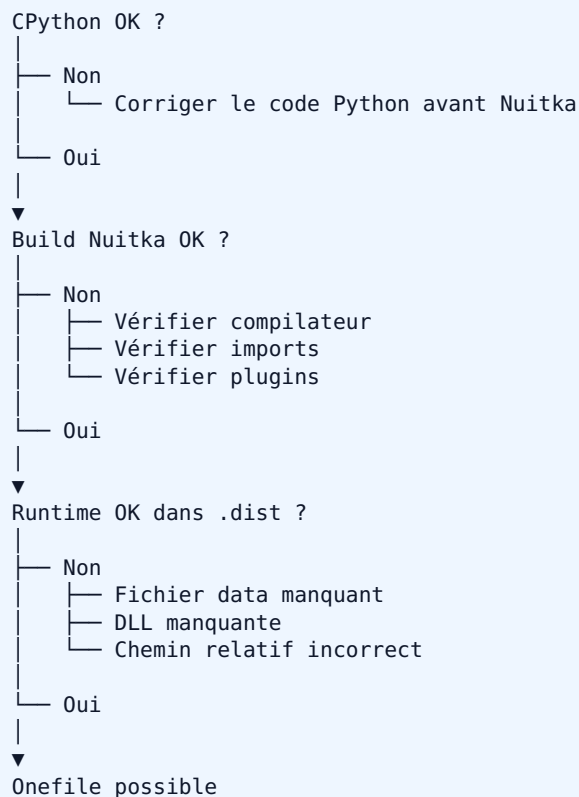 CPython OK ?
│
├── Non
│   └── Corriger le code Python avant Nuitka
│
└── Oui
│
▼
Build Nuitka OK ?
│
├── Non
│   ├── Vérifier compilateur
│   ├── Vérifier imports
│   └── Vérifier plugins
│
└── Oui
│
▼
Runtime OK dans .dist ?
│
├── Non
│   ├── Fichier data manquant
│   ├── DLL manquante
│   └── Chemin relatif incorrect
│
└── Oui
│
▼
Onefile possible